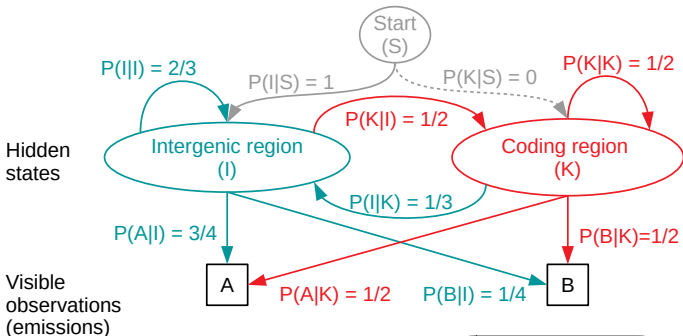 Start
(S)
P(I|I) = 2/3
P(I|S) = 1
P(K|S) = 0
P(K|K) = 1/2
P(K|I) = 1/2
Hidden
states
Intergenic region
(I)
Coding region
(K)
P(I|K) = 1/3
P(A|I) = 3/4
P(B|K)=1/2
Visible
observations
(emissions)
A
B
P(A|K) = 1/2
P(B|I) = 1/4